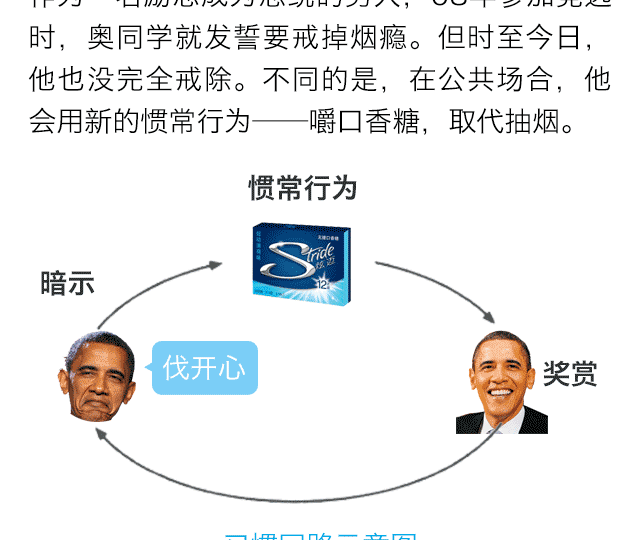 时，奥同学就发誓要戒掉烟瘾。但时至今日，
他也没完全戒除。不同的是，在公共场合，他
会用新的惯常行为——嚼口香糖，取代抽烟。
惯常行为
Stride
炫迈
12
暗示
伐开心
奖赏